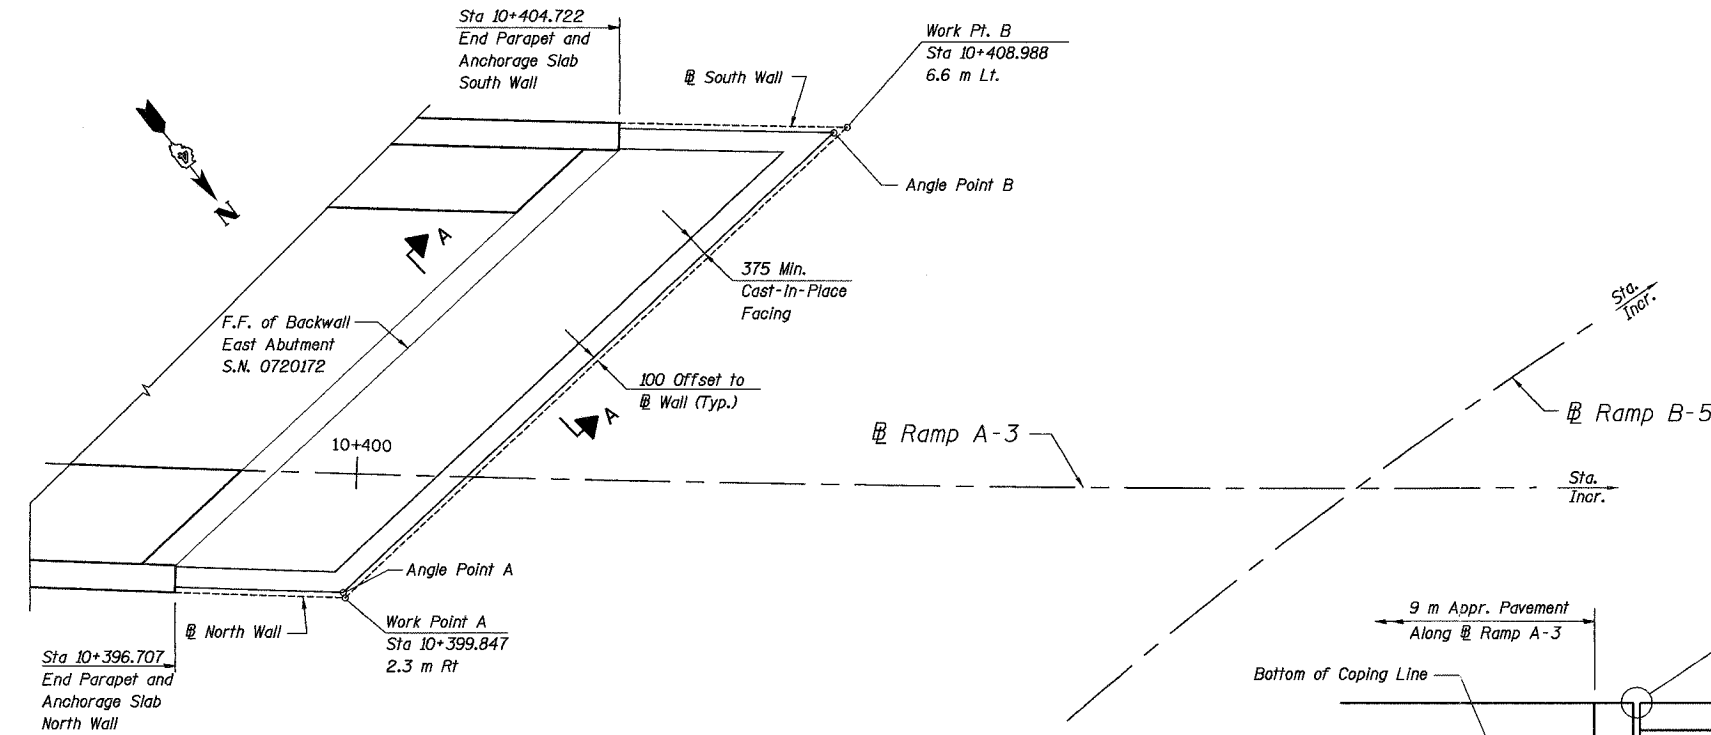 Sta 10+404.722
End Parapet and
Anchorage Slab
South Wall
Work Pt. B
Sta 10+408.988
6.6 m Lt.
℄ South Wall
N
Angle Point B
A
375 Min.
Cast-In-Place
Facing
F.F. of Backwall
East Abutment
S.N. 0720172
100 Offset to
℄ Wall (Typ.)
A
Sta.
Incr.
℄ Ramp B-5
℄ Ramp A-3
10+400
Sta.
Incr.
Angle Point A
Work Point A
Sta 10+399.847
2.3 m Rt
℄ North Wall
Sta 10+396.707
End Parapet and
Anchorage Slab
North Wall
9 m Appr. Pavement
Along ℄ Ramp A-3
Bottom of Coping Line